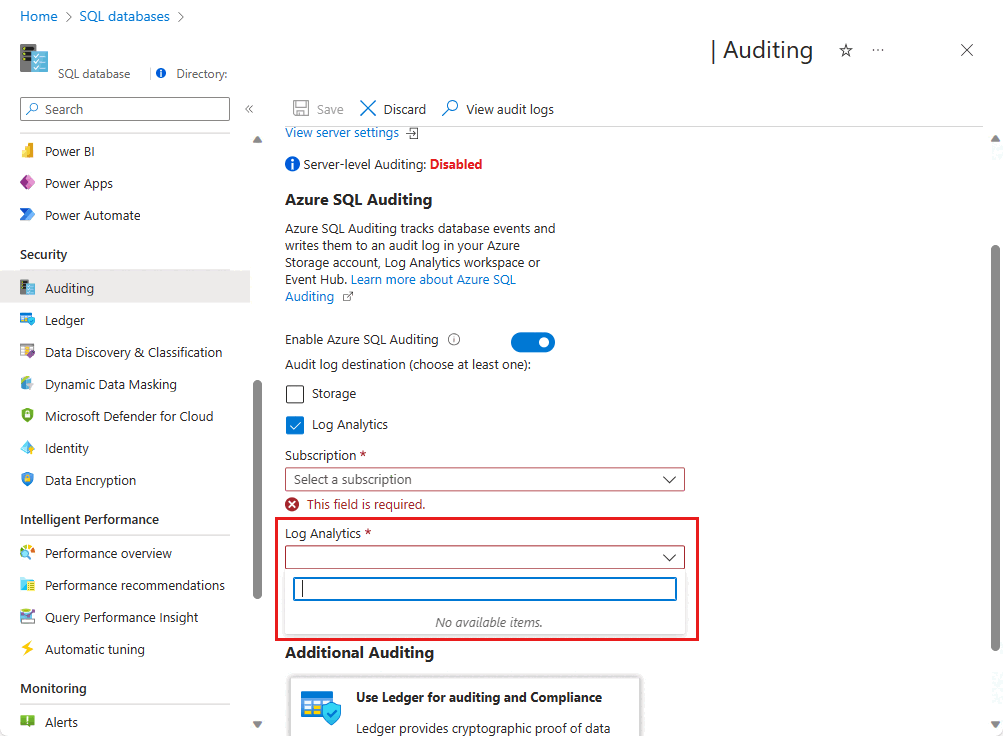 Home > SQL databases >
| Auditing
SQL database
Directory:
Search
Save
Discard
View audit logs
Power BI
Power Apps
Power Automate
Security
Auditing
Ledger
Data Discovery & Classification
Dynamic Data Masking
Microsoft Defender for Cloud
Identity
Data Encryption
Intelligent Performance
Performance overview
Performance recommendations
Query Performance Insight
Automatic tuning
Monitoring
Alerts
View server settings
Server-level Auditing: Disabled
Azure SQL Auditing
Azure SQL Auditing tracks database events and
writes them to an audit log in your Azure
Storage account, Log Analytics workspace or
Event Hub. Learn more about Azure SQL
Auditing
Enable Azure SQL Auditing
Audit log destination (choose at least one):
Storage
Log Analytics
Subscription *
Select a subscription
This field is required.
Log Analytics *
No available items.
Additional Auditing
Use Ledger for auditing and Compliance
Ledger provides cryptographic proof of data